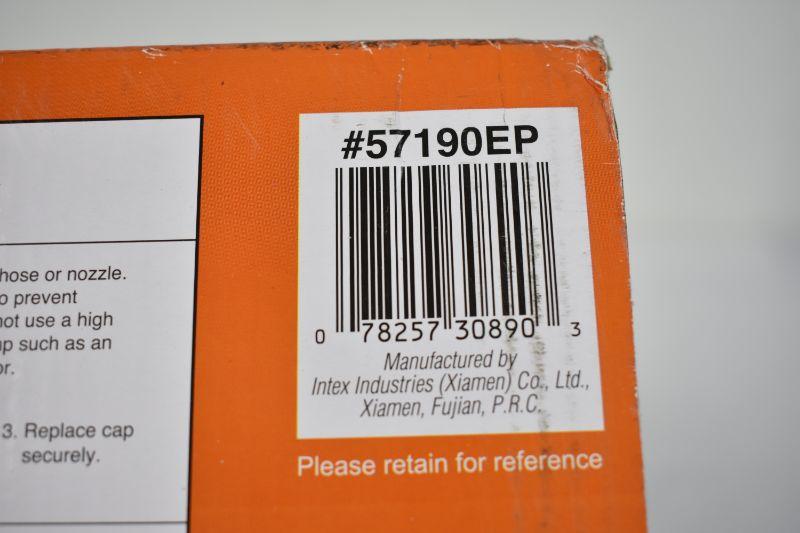 hose or nozzle.
o prevent
not use a high
p such as an
r.
3. Replace cap
securely.
#57190EP
0 78257 30890 3
Manufactured by
Intex Industries (Xiamen) Co., Ltd.,
Xiamen, Fujian, P.R.C.
Please retain for reference